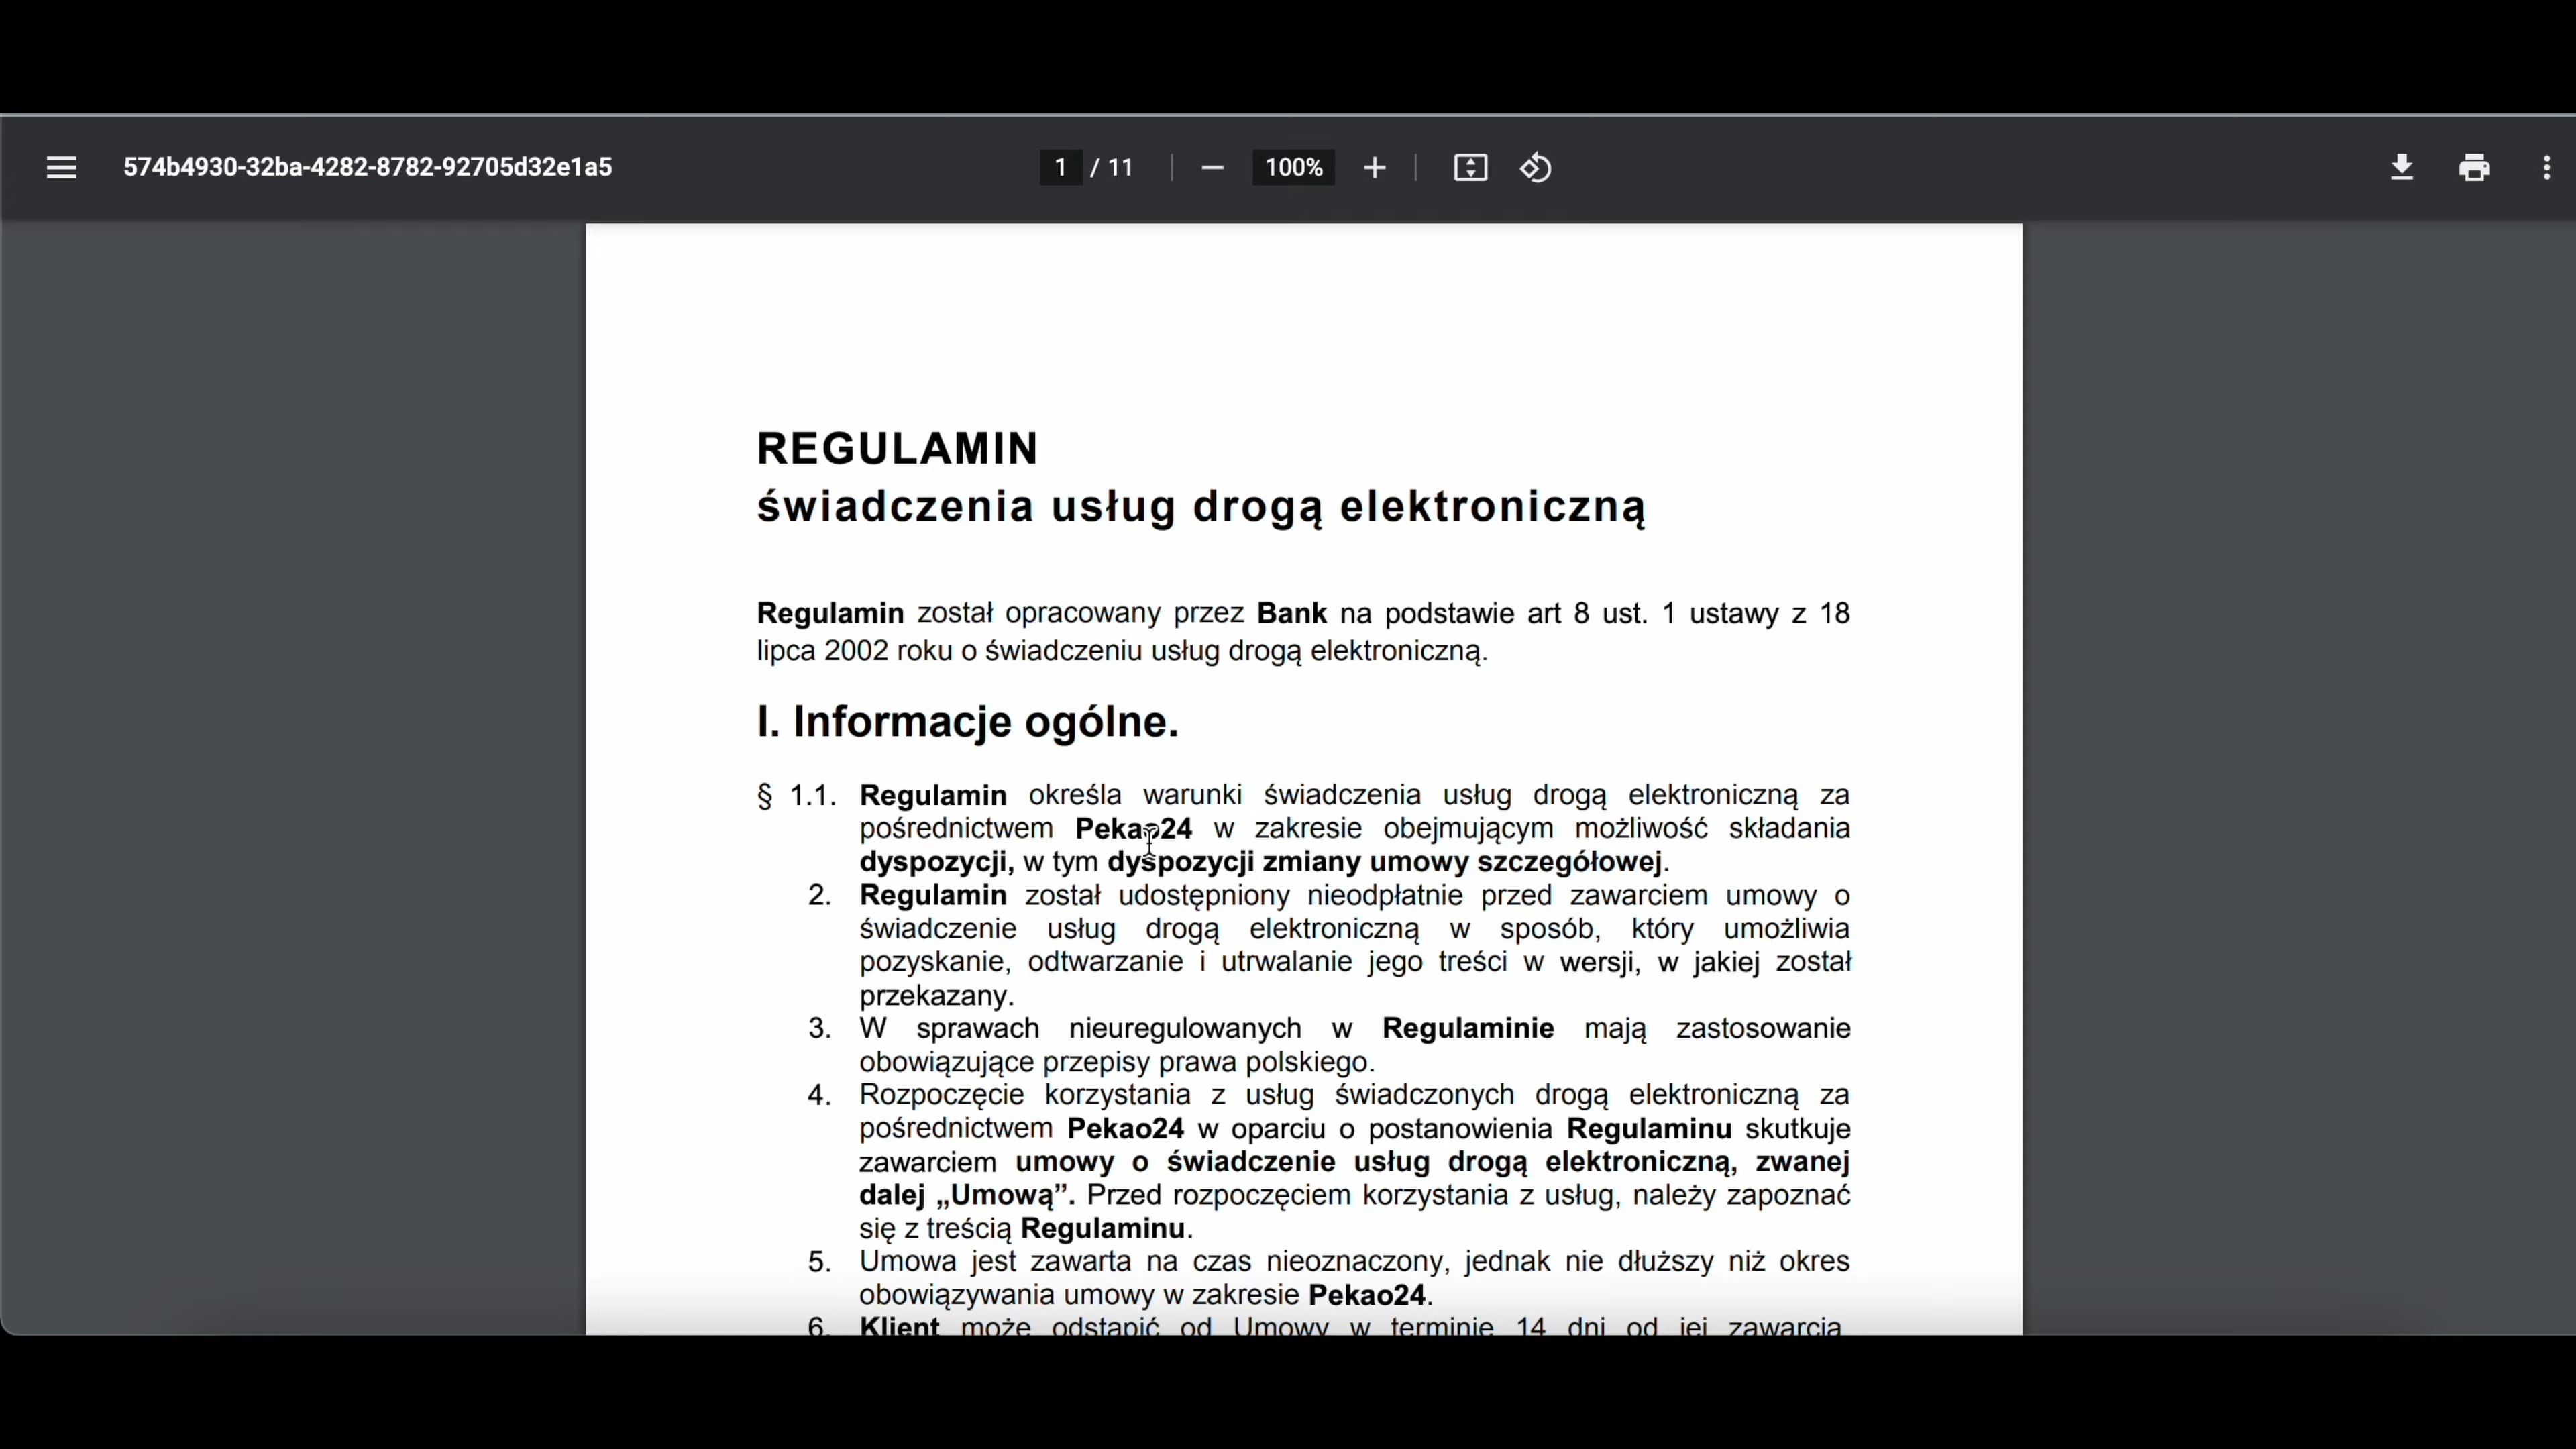 574b4930-32ba-4282-8782-92705d32e1a5
1 / 11
100%
REGULAMIN
świadczenia usług drogą elektroniczną
Regulamin został opracowany przez Bank na podstawie art 8 ust. 1 ustawy z 18
lipca 2002 roku o świadczeniu usług drogą elektroniczną.
I. Informacje ogólne.
§ 1.1. Regulamin określa warunki świadczenia usług drogą elektroniczną za
pośrednictwem Pekao24 w zakresie obejmującym możliwość składania
dyspozycji, w tym dyspozycji zmiany umowy szczegółowej.
2. Regulamin został udostępniony nieodpłatnie przed zawarciem umowy o
świadczenie usług drogą elektroniczną w sposób, który umożliwia
pozyskanie, odtwarzanie i utrwalanie jego treści w wersji, w jakiej został
przekazany.
3. W sprawach nieuregulowanych w Regulaminie mają zastosowanie
obowiązujące przepisy prawa polskiego.
4. Rozpoczęcie korzystania z usług świadczonych drogą elektroniczną za
pośrednictwem Pekao24 w oparciu o postanowienia Regulaminu skutkuje
zawarciem umowy o świadczenie usług drogą elektroniczną, zwanej
dalej „Umową”. Przed rozpoczęciem korzystania z usług, należy zapoznać
się z treścią Regulaminu.
5. Umowa jest zawarta na czas nieoznaczony, jednak nie dłuższy niż okres
obowiązywania umowy w zakresie Pekao24.
6. Klient może odstąpić od Umowy w terminie 14 dni od jej zawarcia